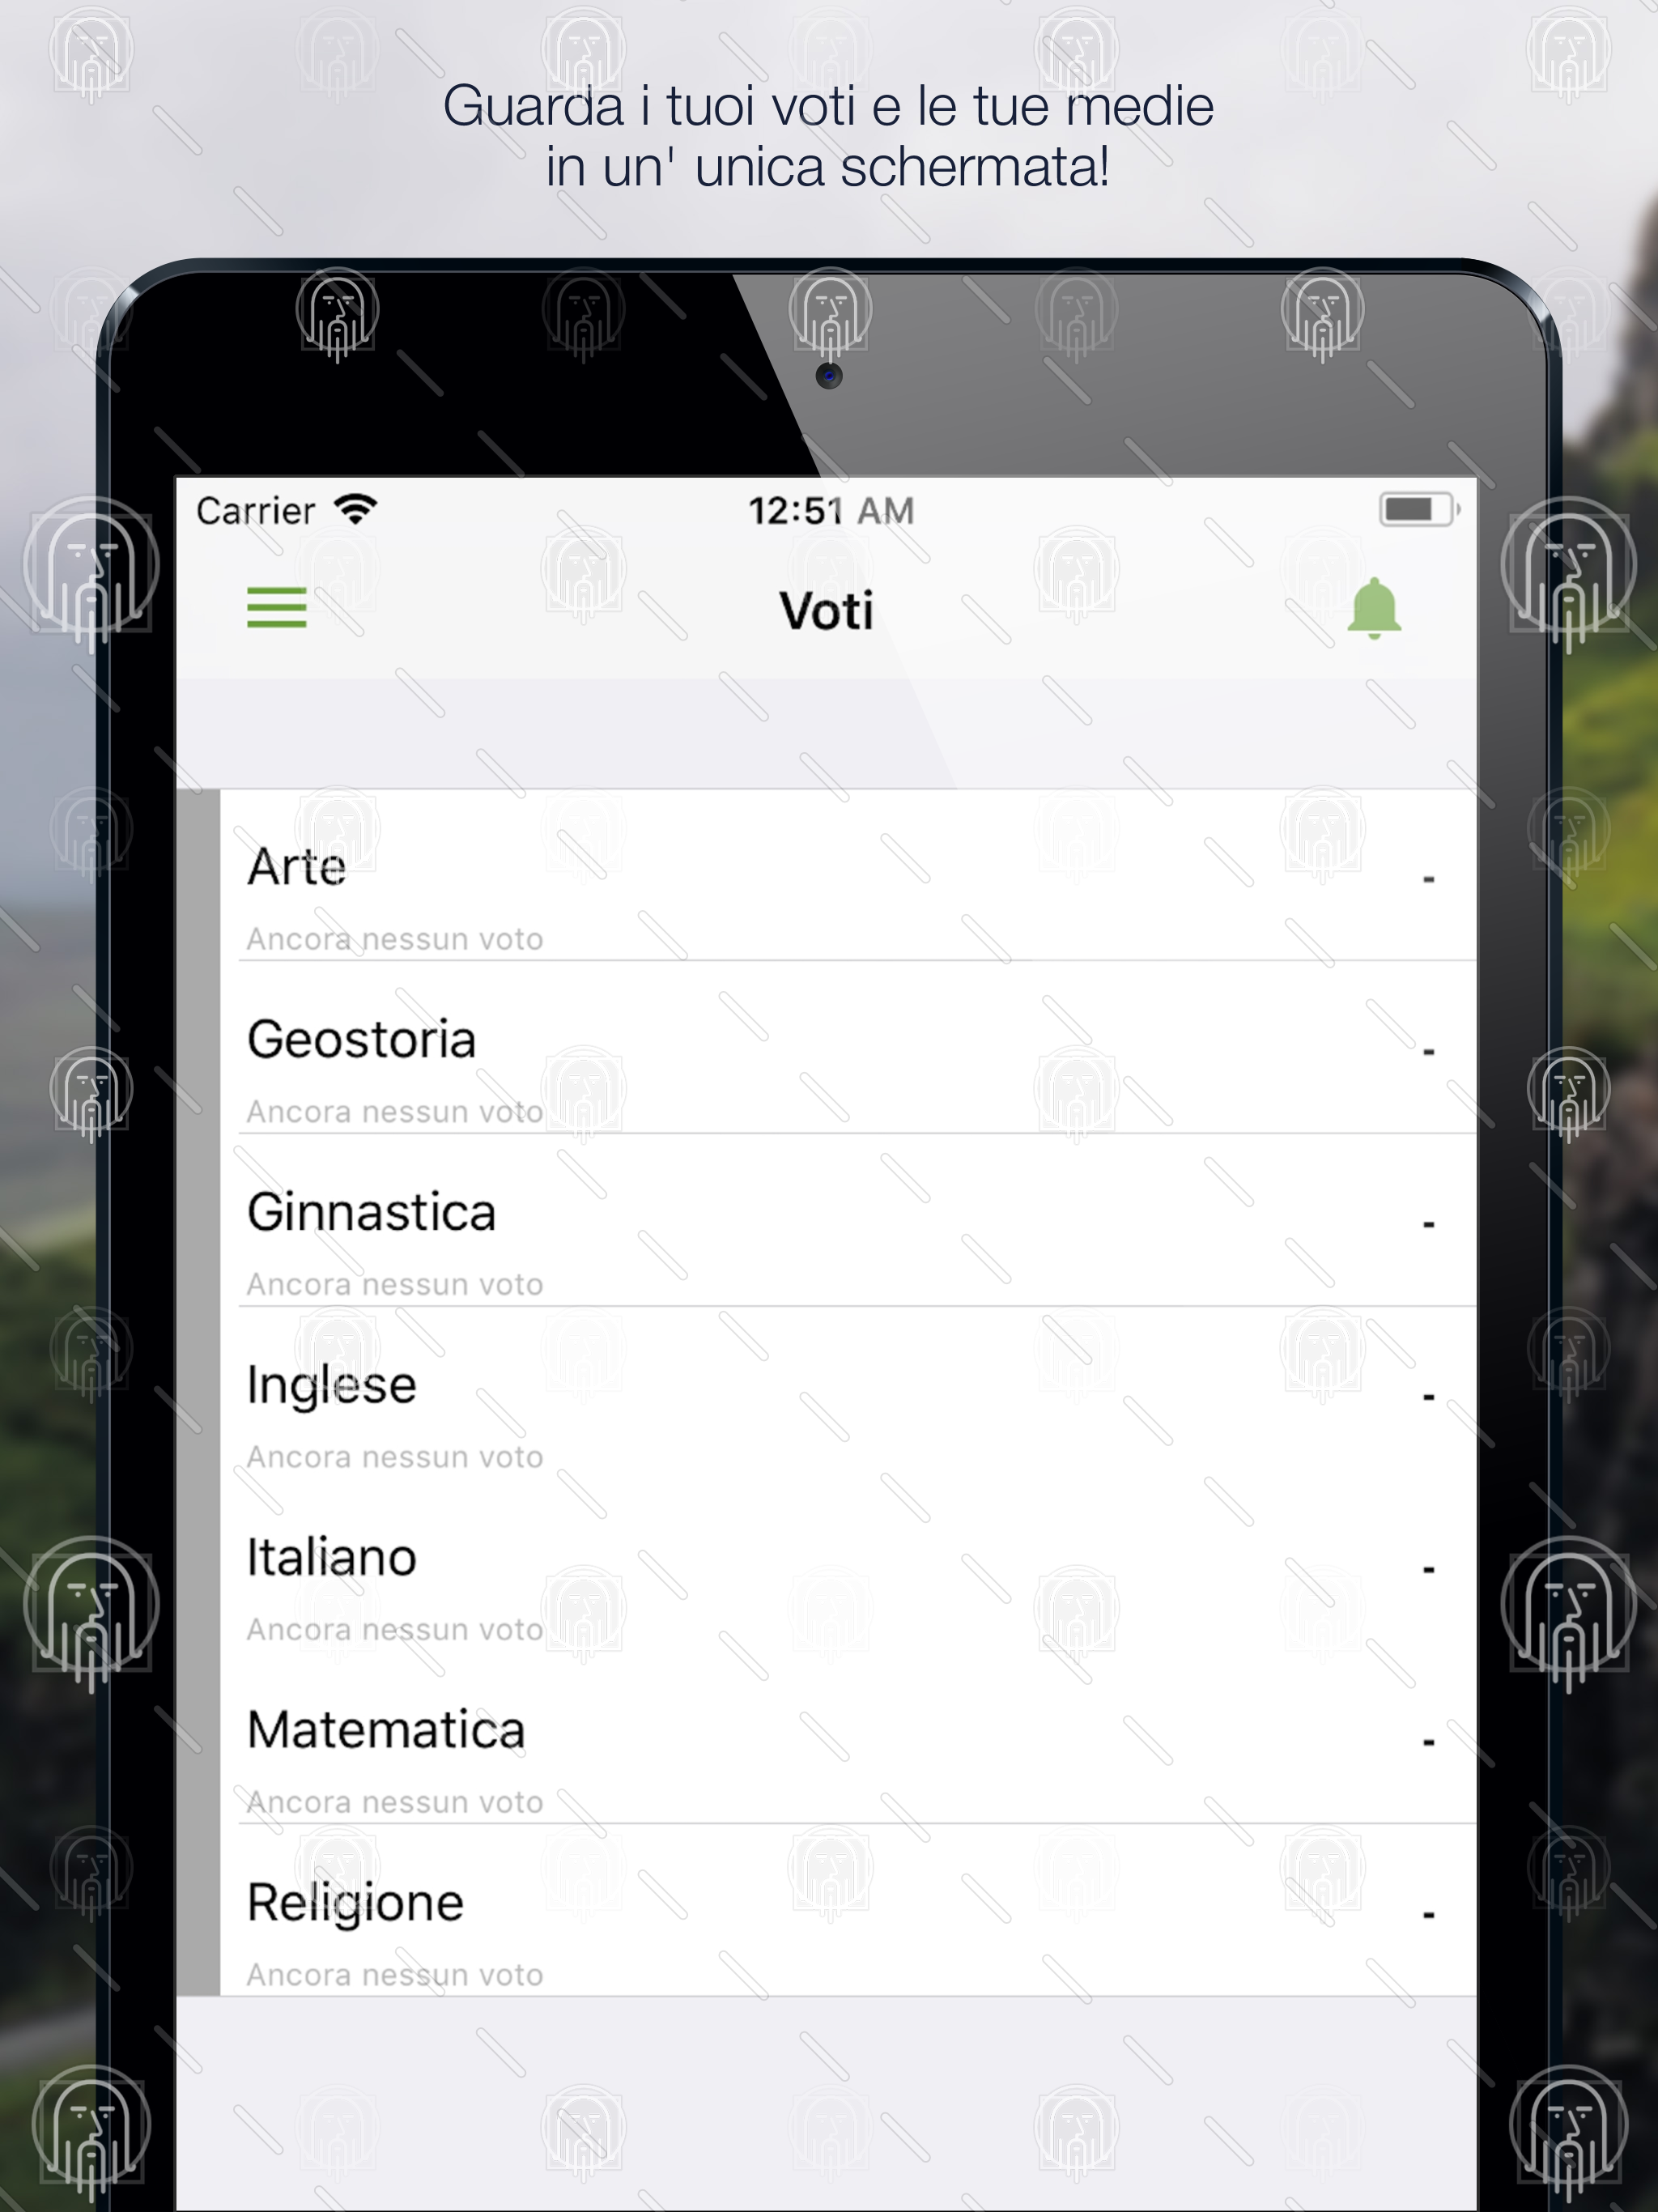 Guarda i tuoi voti e le tue medie
in un' unica schermata!
Carrier 12:51 AM
Voti
Arte -
Ancora nessun voto
Geostoria -
Ancora nessun voto
Ginnastica -
Ancora nessun voto
Inglese -
Ancora nessun voto
Italiano -
Ancora nessun voto
Matematica -
Ancora nessun voto
Religione -
Ancora nessun voto